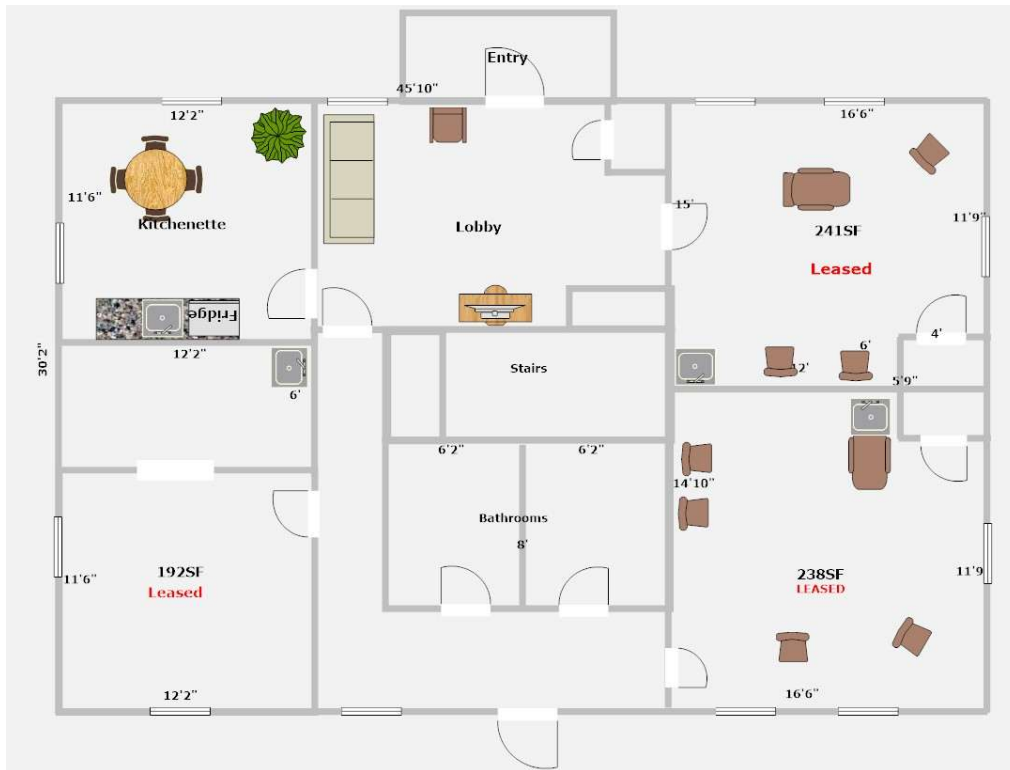 Entry
45'10"
12'2"
16'6"
11'6"
Kitchenette
Lobby
15'
241SF
11'9"
Leased
Fridge
4'
30'2"
12'2"
6'
Stairs
12'
6'
5'9"
6'2"
6'2"
14'10"
Bathrooms
8'
192SF
Leased
11'6"
238SF
LEASED
11'9
12'2"
16'6"